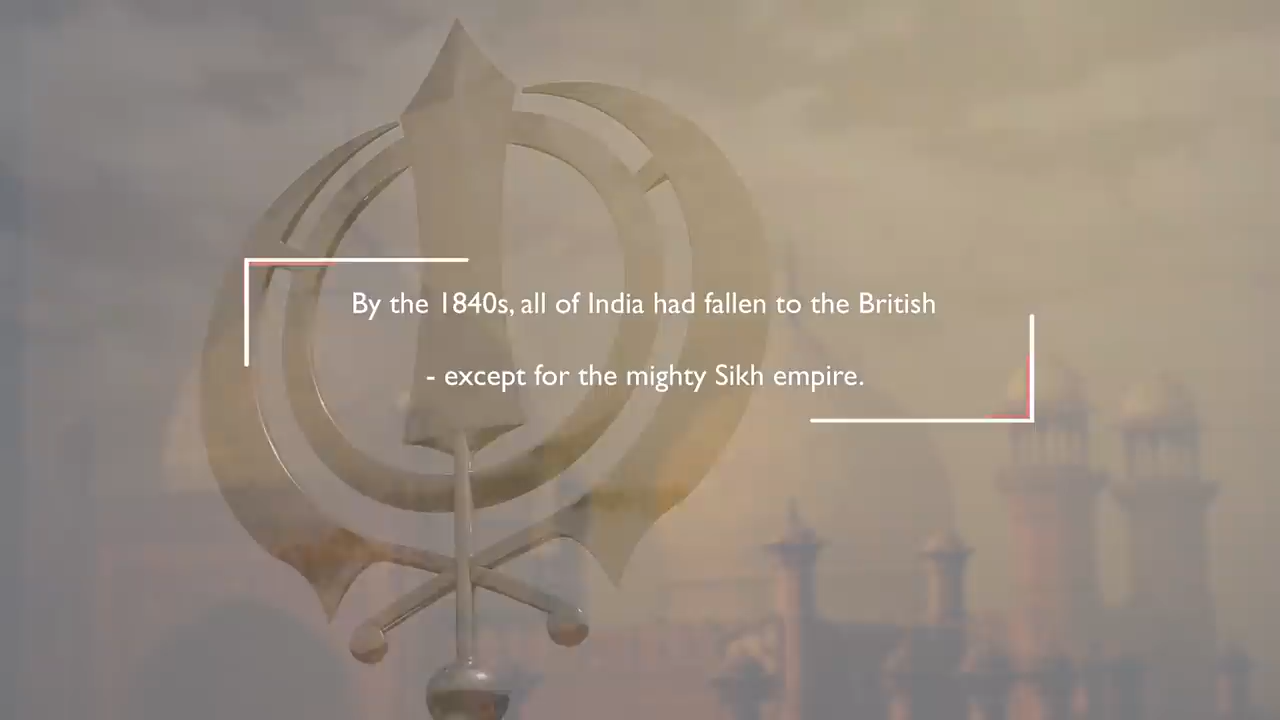 By the 1840s, all of India had fallen to the British
- except for the mighty Sikh empire.